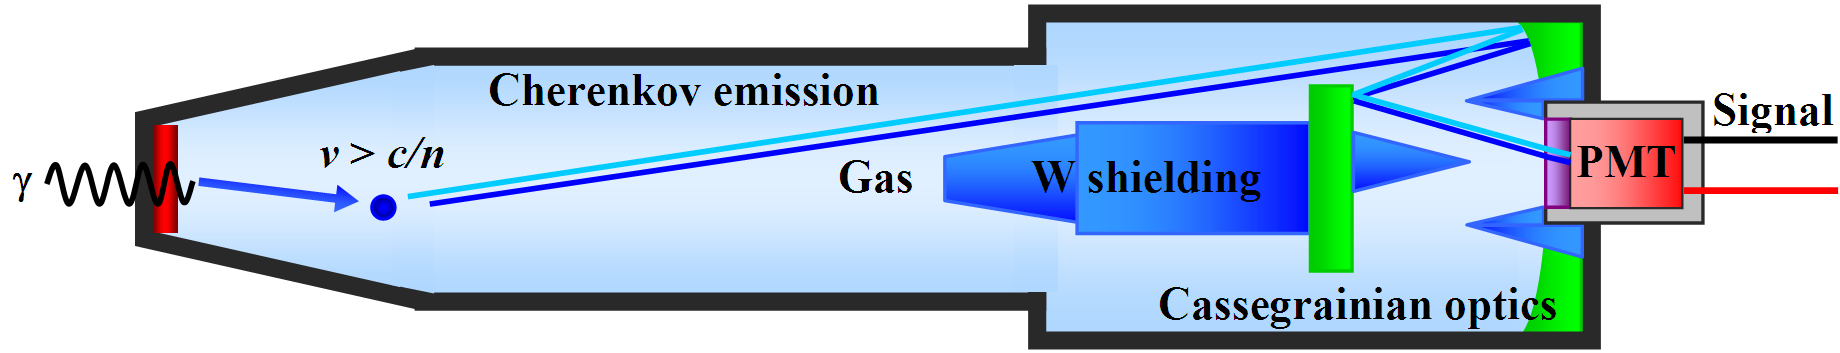 Cherenkov emission
Signal
v > c/n
γ
Gas
W shielding
PMT
Cassegrainian optics